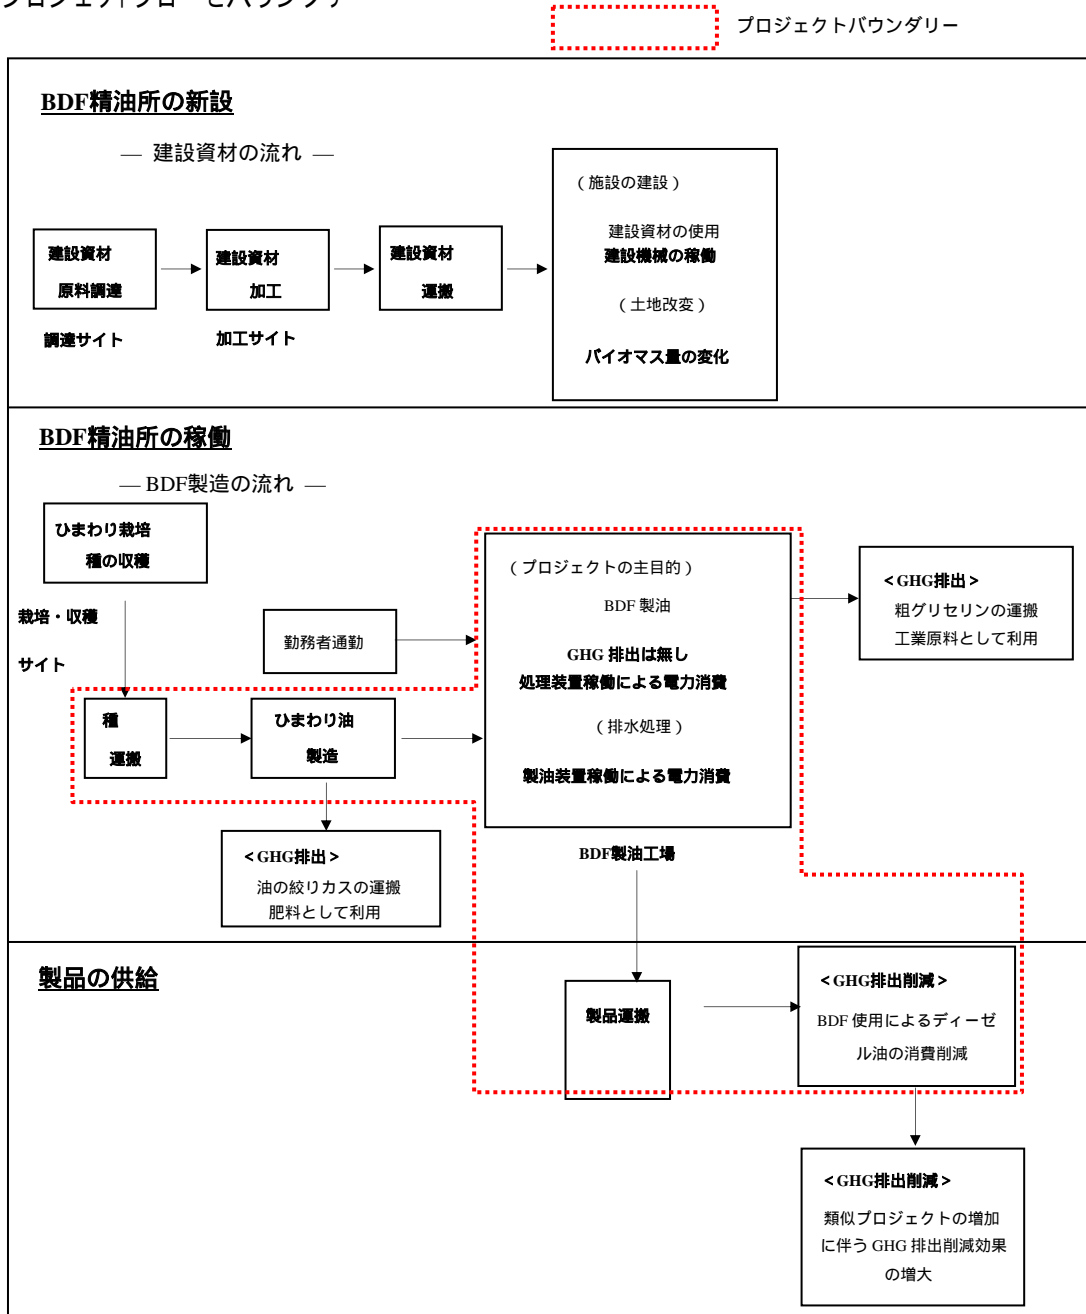 プロジェクトバウンダリー
BDF精油所の新設
― 建設資材の流れ ―
建設資材
原料調達
調達サイト
建設資材
加工
加工サイト
建設資材
運搬
（施設の建設）
建設資材の使用
建設機械の稼働
（土地改変）
バイオマス量の変化
BDF精油所の稼働
― BDF製造の流れ ―
ひまわり栽培
種の収穫
栽培・収穫
サイト
勤務者通勤
種
運搬
ひまわり油
製造
＜GHG排出＞
油の絞りカスの運搬
肥料として利用
（プロジェクトの主目的）
BDF 製油
GHG 排出は無し
処理装置稼働による電力消費
（排水処理）
製油装置稼働による電力消費
BDF製油工場
＜GHG排出＞
粗グリセリンの運搬
工業原料として利用
製品の供給
製品運搬
＜GHG排出削減＞
BDF 使用によるディーゼ
ル油の消費削減
＜GHG排出削減＞
類似プロジェクトの増加
に伴う GHG 排出削減効果
の増大